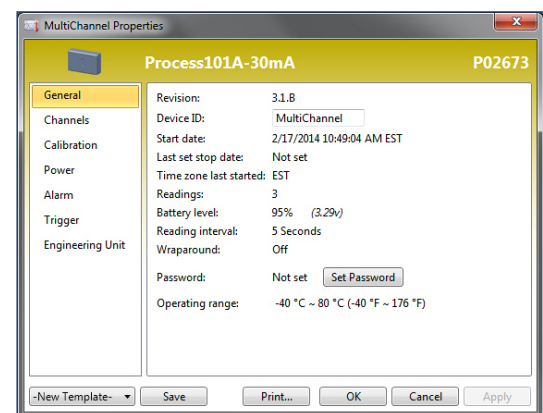 MultiChannel Properties
x
Process101A-30mA P02673
General
Channels
Calibration
Power
Alarm
Trigger
Engineering Unit
Revision: 3.1.B
Device ID: MultiChannel
Start date: 2/17/2014 10:49:04 AM EST
Last set stop date: Not set
Time zone last started: EST
Readings: 3
Battery level: 95% (3.29v)
Reading interval: 5 Seconds
Wraparound: Off
Password: Not set Set Password
Operating range: -40 °C ~ 80 °C (-40 °F ~ 176 °F)
-New Template- Save Print... OK Cancel Apply